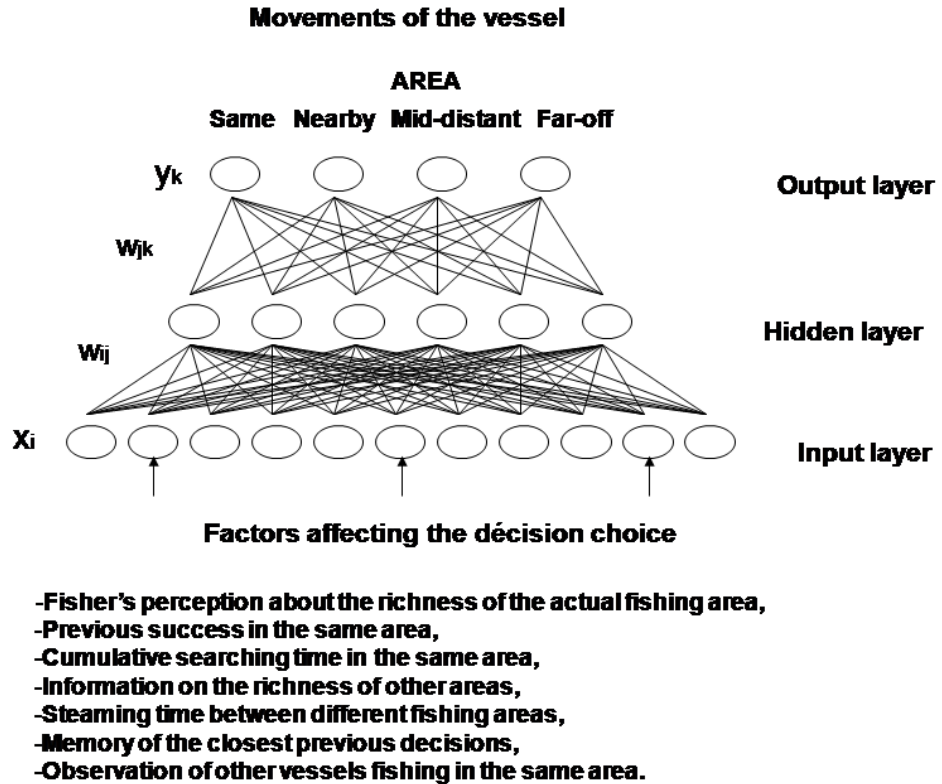 Movements of the vessel
AREA
Same Nearby Mid-distant Far-off
yk
Output layer
wjk
Hidden layer
wij
xi
Input layer
Factors affecting the décision choice
-Fisher's perception about the richness of the actual fishing area,
-Previous success in the same area,
-Cumulative searching time in the same area,
-Information on the richness of other areas,
-Steaming time between different fishing areas,
-Memory of the closest previous decisions,
-Observation of other vessels fishing in the same area.